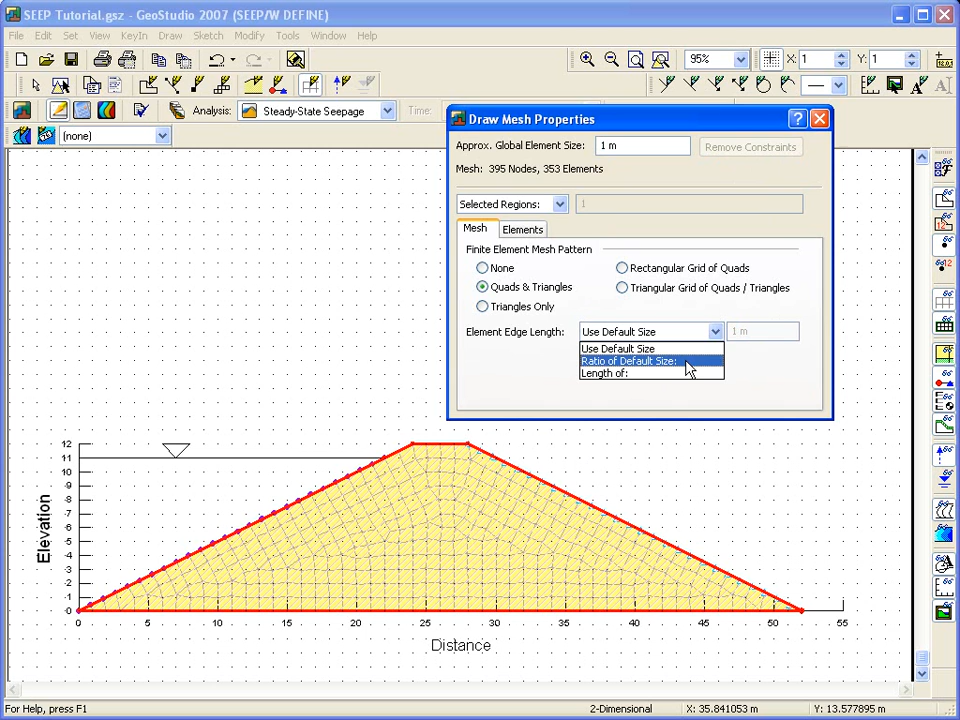 SEEP Tutorial.gsz - GeoStudio 2007 (SEEP/W DEFINE)
File Edit Set View KeyIn Draw Sketch Modify Tools Window Help
95% X: 1 Y: 1
Analysis: Steady-State Seepage Time:
(none)
Draw Mesh Properties
Approx. Global Element Size: 1 m Remove Constraints
Mesh: 395 Nodes, 353 Elements
Selected Regions: 1
Mesh Elements
Finite Element Mesh Pattern
None Rectangular Grid of Quads
Quads & Triangles Triangular Grid of Quads / Triangles
Triangles Only
Element Edge Length: Use Default Size 1 m
Use Default Size
Ratio of Default Size:
Length of:
12
11
10
9
8
7
6
5
4
3
2
1
0
Elevation
0 5 10 15 20 25 30 35 40 45 50 55
Distance
For Help, press F1 2-Dimensional X: 35.841053 m Y: 13.577895 m